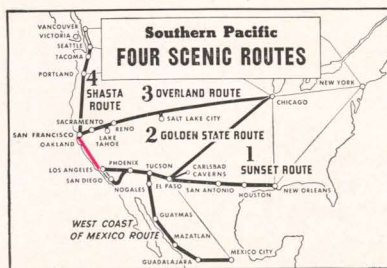 Southern Pacific
FOUR SCENIC ROUTES
VANCOUVER
VICTORIA
SEATTLE
TACOMA
PORTLAND
4
SHASTA
ROUTE
3 OVERLAND ROUTE
NEW YORK
CHICAGO
SALT LAKE CITY
SACRAMENTO
RENO
LAKE
TAHOE
SAN FRANCISCO
OAKLAND
2 GOLDEN STATE ROUTE
1
SUNSET ROUTE
LOS ANGELES
PHOENIX
TUCSON
CARLSBAD
CAVERNS
SAN DIEGO
NOGALES
EL PASO
SAN ANTONIO
HOUSTON
NEW ORLEANS
GUAYMAS
WEST COAST
OF MEXICO ROUTE
MAZATLAN
GUADALAJARA
MEXICO CITY